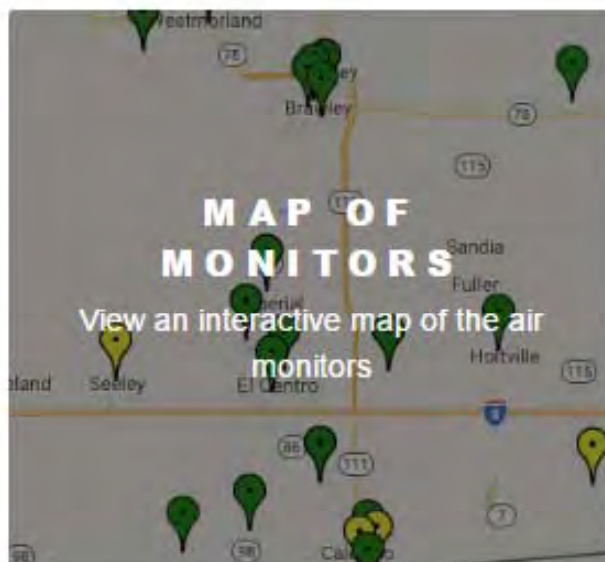 Westmorland
78
Brawley
78
115
MAP OF
MONITORS
Sandia
Fuller
View an interactive map of the air
monitors
Holtville
Seeley
El Centro
115
8
86
111
7
98
98